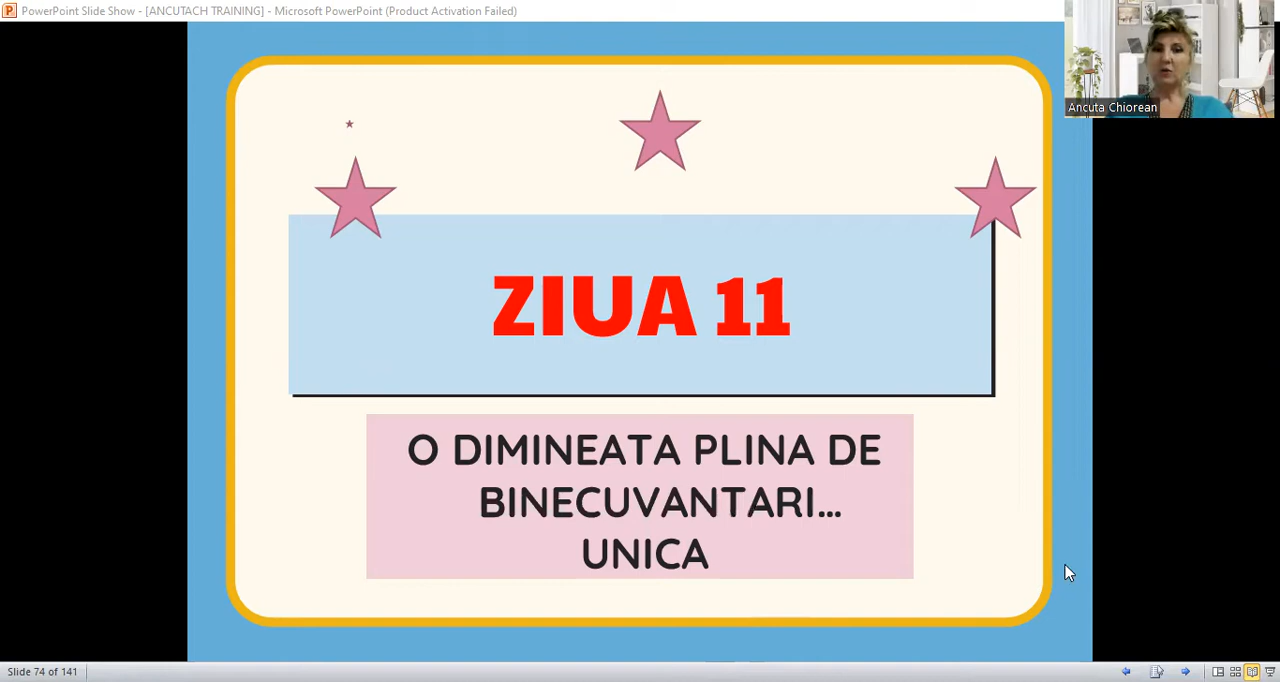 PowerPoint Slide Show - [ANCUTACH TRAINING] - Microsoft PowerPoint (Product Activation Failed)
Ancuta Chiorean
ZIUA 11
O DIMINEATA PLINA DE
BINECUVANTARI...
UNICA
Slide 74 of 141